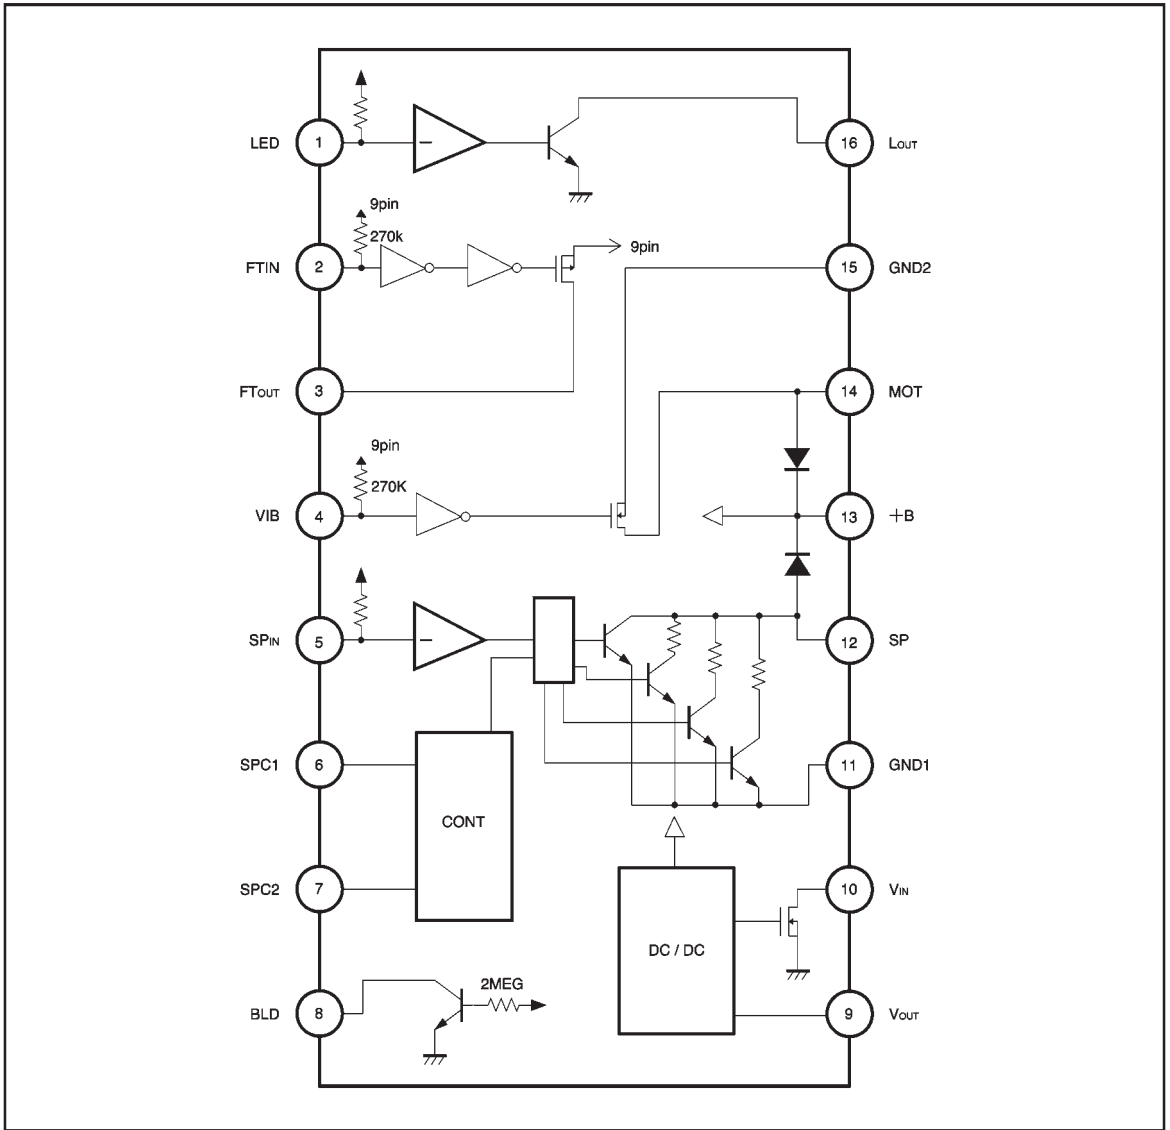 LED 1 16 LOUT
9pin
270k
9pin
FTIN 2 15 GND2
FTOUT 3 14 MOT
9pin
270K
VIB 4 13 +B
SPIN 5 12 SP
SPC1 6 11 GND1
CONT
SPC2 7 10 VIN
DC / DC
2MEG
BLD 8 9 VOUT